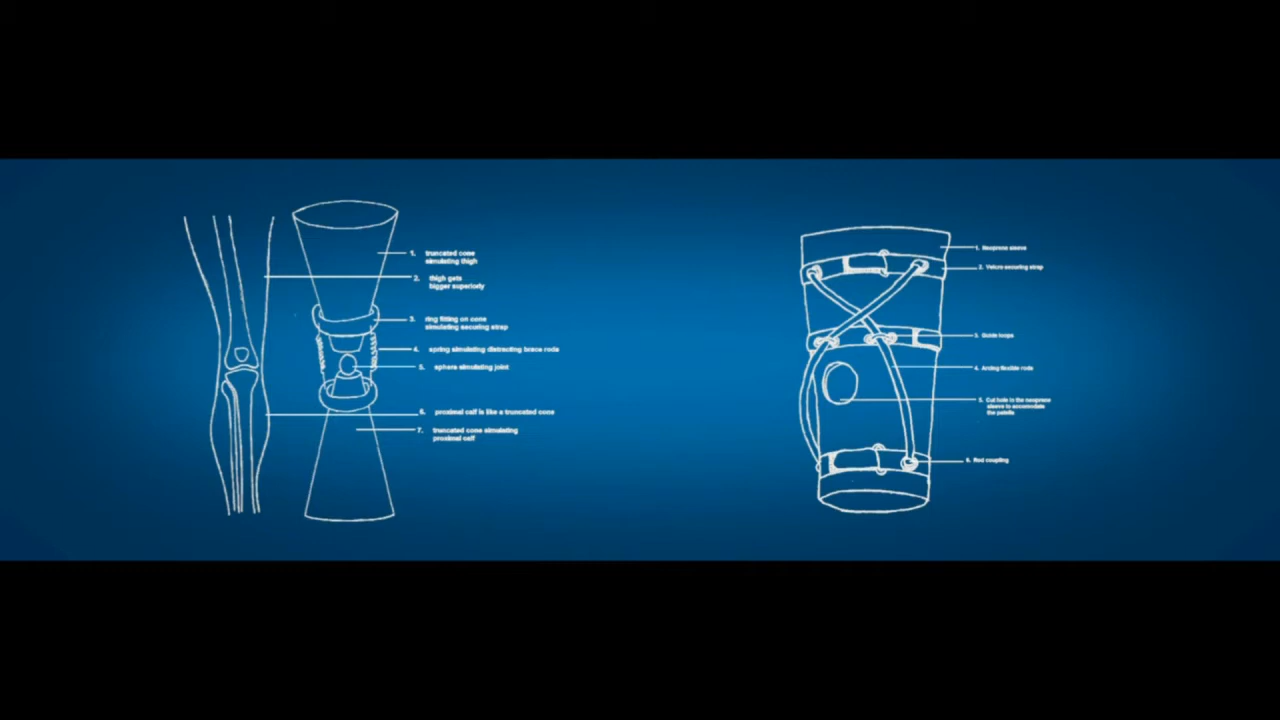 1. truncated cone
simulating thigh
2. thigh gets
bigger superiorly
3. ring fitting on cone
simulating securing strap
4. spring simulating distracting brace rods
5. sphere simulating joint
6. proximal calf is like a truncated cone
7. truncated cone simulating
proximal calf
1. Neoprene sleeve
2. Velcro securing strap
3. Guide loops
4. Arcing flexible rods
5. Cut hole in the neoprene
sleeve to accomodate
the patella
6. Rod coupling